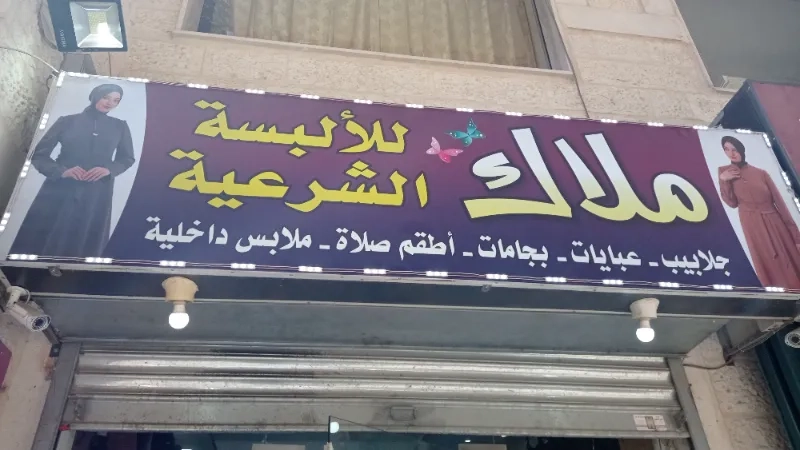 ملاك
للألبسة
الشرعية
جلابيب - عبايات - بجامات - أطقم صلاة - ملابس داخلية